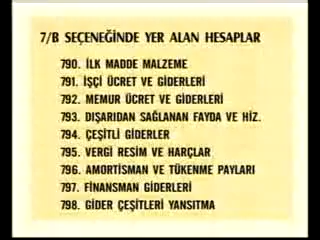 7/B SEÇENEĞİNDE YER ALAN HESAPLAR
790. İLK MADDE MALZEME
791. İŞÇİ ÜCRET VE GİDERLERİ
792. MEMUR ÜCRET VE GİDERLERİ
793. DIŞARIDAN SAĞLANAN FAYDA VE HİZ.
794. ÇEŞİTLİ GİDERLER
795. VERGİ RESİM VE HARÇLAR
796. AMORTİSMAN VE TÜKENME PAYLARI
797. FİNANSMAN GİDERLERİ
798. GİDER ÇEŞİTLERİ YANSITMA